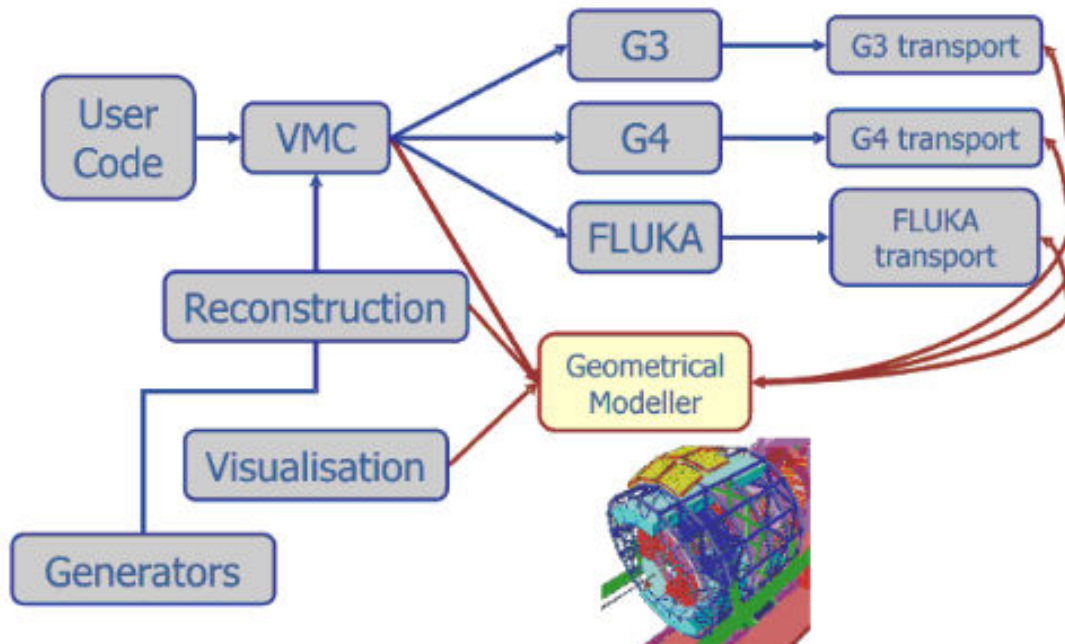 G3
G3 transport
User
Code
VMC
G4
G4 transport
FLUKA
FLUKA
transport
Reconstruction
Geometrical
Modeller
Visualisation
Generators